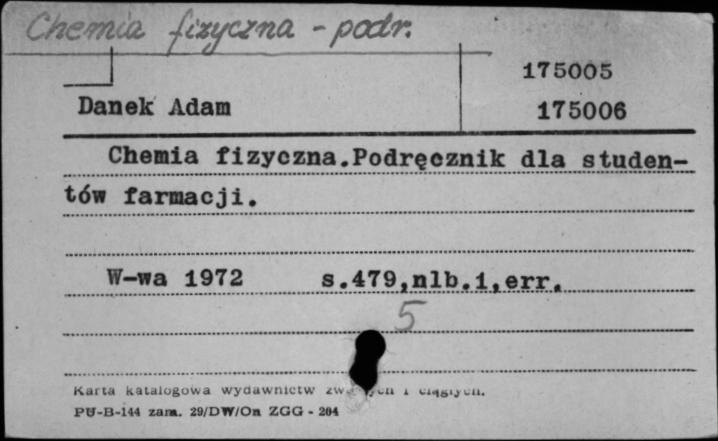 Chemia fizyczna - podr.
175005
Danek Adam 175006
Chemia fizyczna.Podręcznik dla studen-
tów farmacji.
W-wa 1972 s.479,nlb.1,err.
5
Karta katalogowa wydawnictw i ciągłych.
PU-B-144 zam. 29/DW/On ZGG - 204